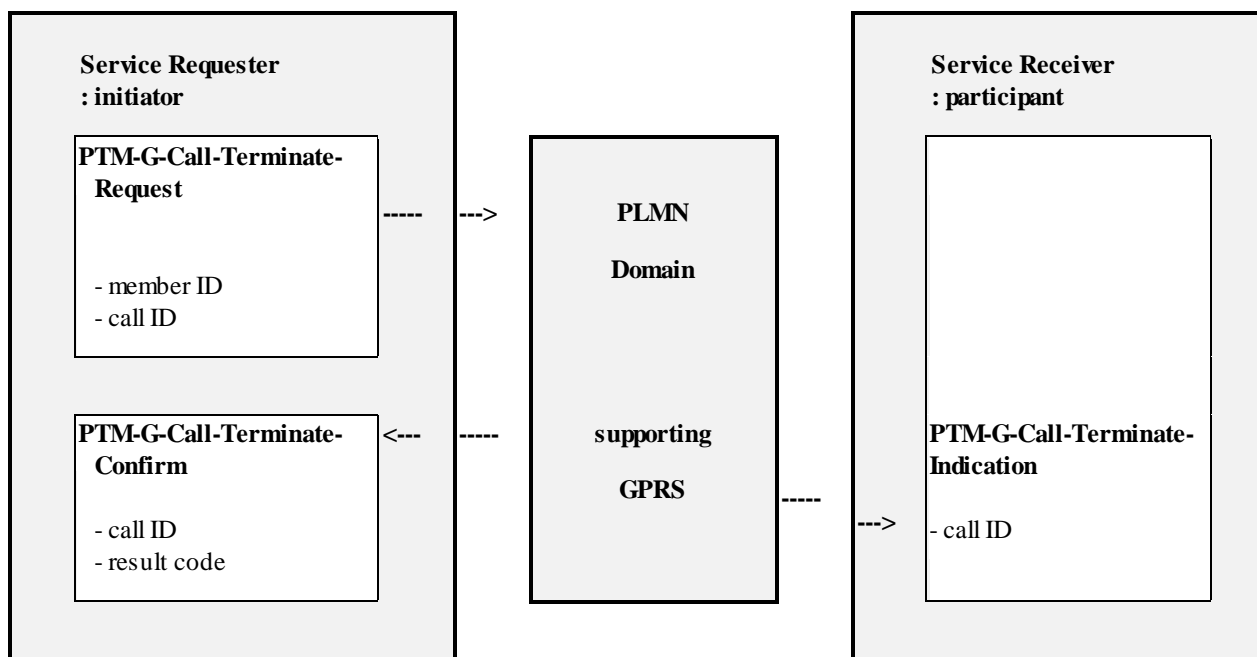 Service Requester
: initiator
PTM-G-Call-Terminate-
Request
----- --->
- member ID
- call ID
PTM-G-Call-Terminate-
Confirm
<--- -----
- call ID
- result code
PLMN
Domain
supporting
GPRS
----- --->
Service Receiver
: participant
PTM-G-Call-Terminate-
Indication
- call ID